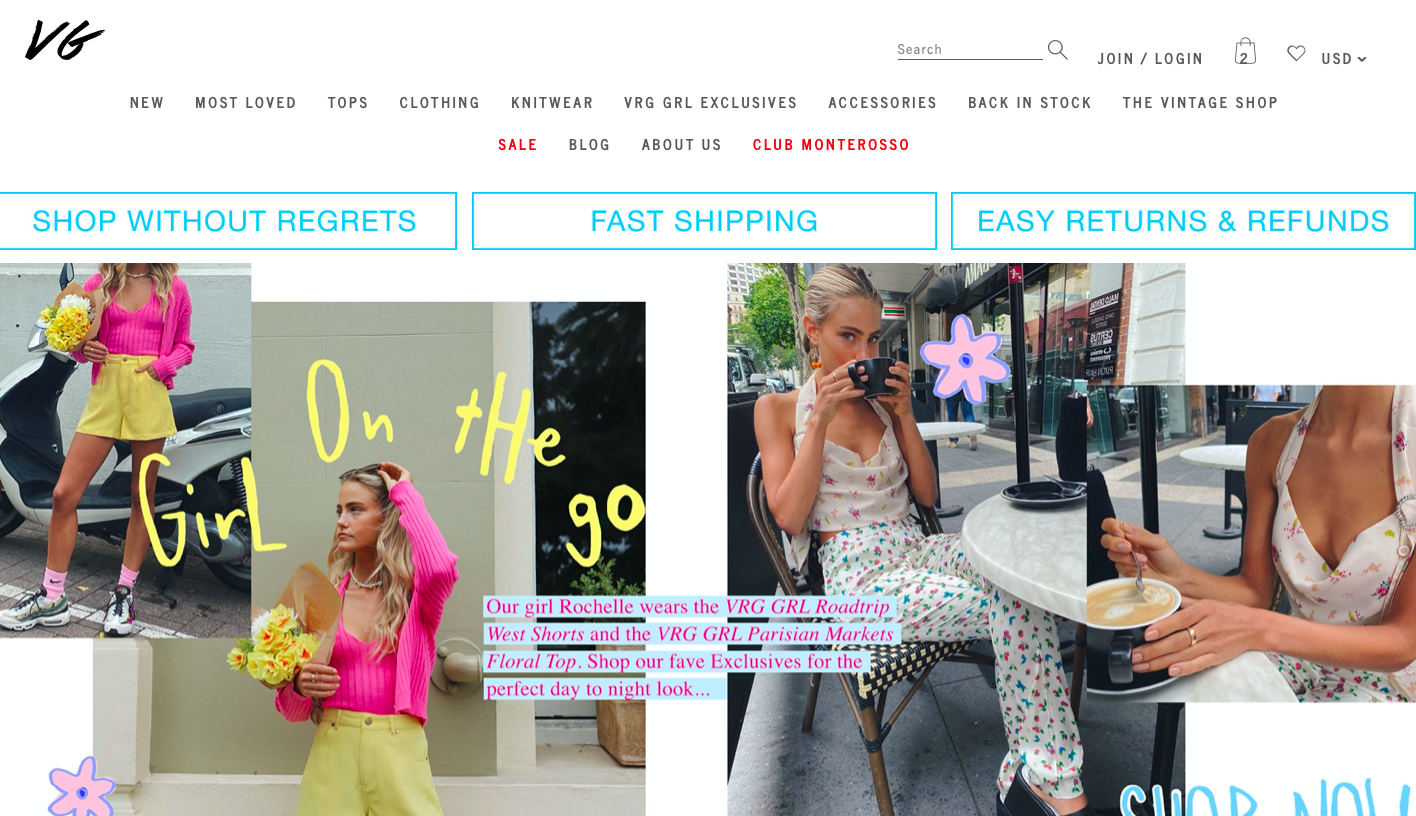 VG
Search
JOIN / LOGIN
2
USD
NEW MOST LOVED TOPS CLOTHING KNITWEAR VRG GRL EXCLUSIVES ACCESSORIES BACK IN STOCK THE VINTAGE SHOP
SALE BLOG ABOUT US CLUB MONTEROSSO
SHOP WITHOUT REGRETS
FAST SHIPPING
EASY RETURNS & REFUNDS
GirL On tHe go
Our girl Rochelle wears the VRG GRL Roadtrip
West Shorts and the VRG GRL Parisian Markets
Floral Top. Shop our fave Exclusives for the
perfect day to night look...
SHOP NOW